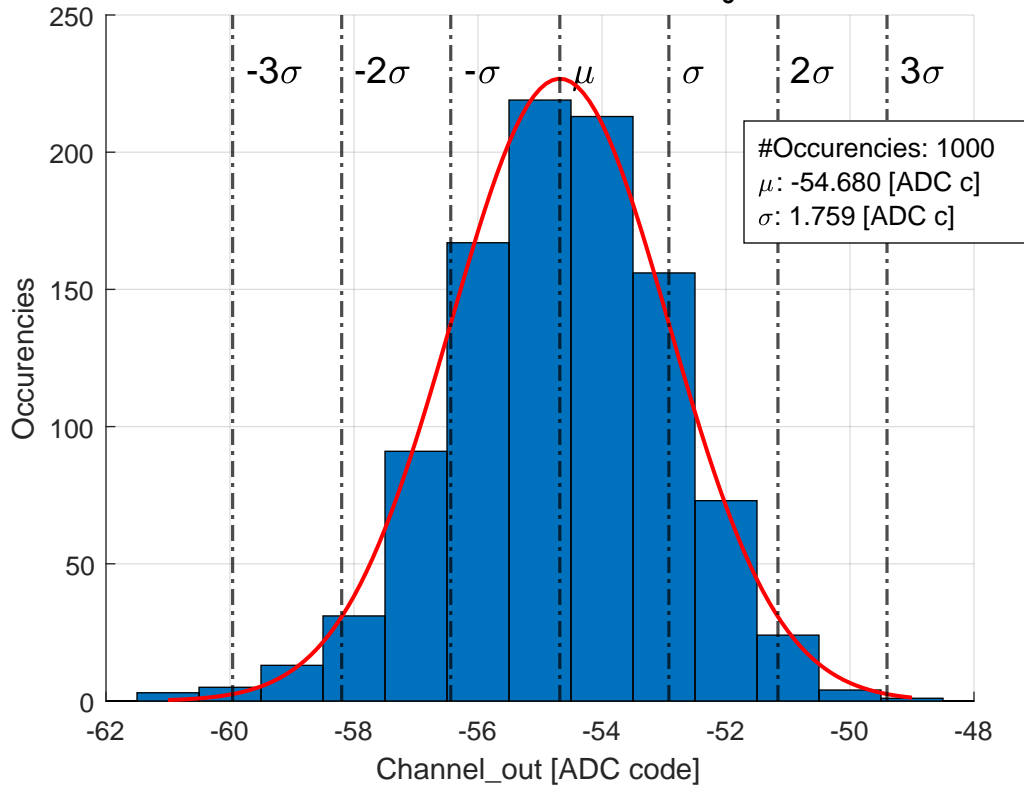 250
200
150
100
50
0
-3σ
-2σ
-σ
μ
σ
2σ
3σ
#Occurencies: 1000
μ: -54.680 [ADC c]
σ: 1.759 [ADC c]
Occurencies
-62
-60
-58
-56
-54
-52
-50
-48
Channel_out [ADC code]